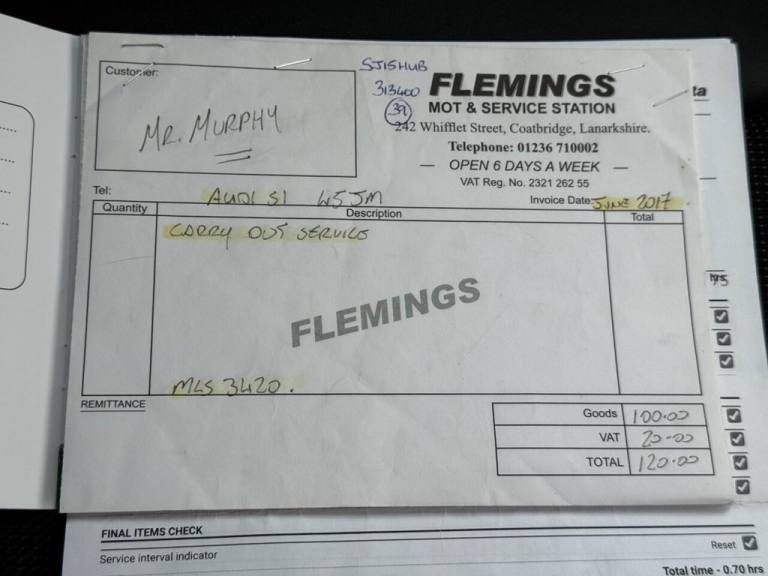 Customer:
MR. MURPHY
SJ15HUB
313400
39
FLEMINGS
MOT & SERVICE STATION
242 Whifflet Street, Coatbridge, Lanarkshire.
Telephone: 01236 710002
— OPEN 6 DAYS A WEEK —
VAT Reg. No. 2321 262 55
Tel:
AUDI S1
Invoice Date: JUNE 2017
Quantity Description Total
CARRY OUT SERVICE
FLEMINGS
MLS 3420.
REMITTANCE
Goods 100.00
VAT 20-00
TOTAL 120.00
FINAL ITEMS CHECK
Service interval indicator
Reset
Total time - 0.70 hrs